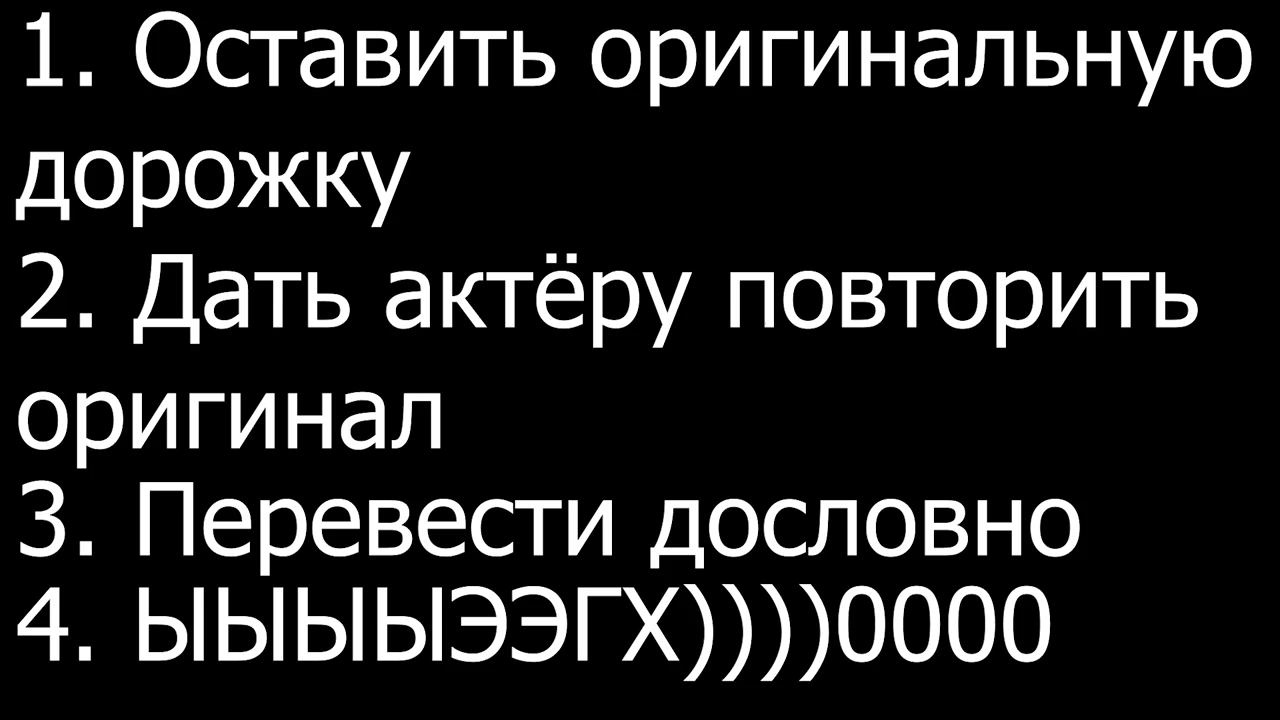 1. Оставить оригинальную
дорожку
2. Дать актёру повторить
оригинал
3. Перевести дословно
4. ЫЫЫЫЭЭГХ))))0000